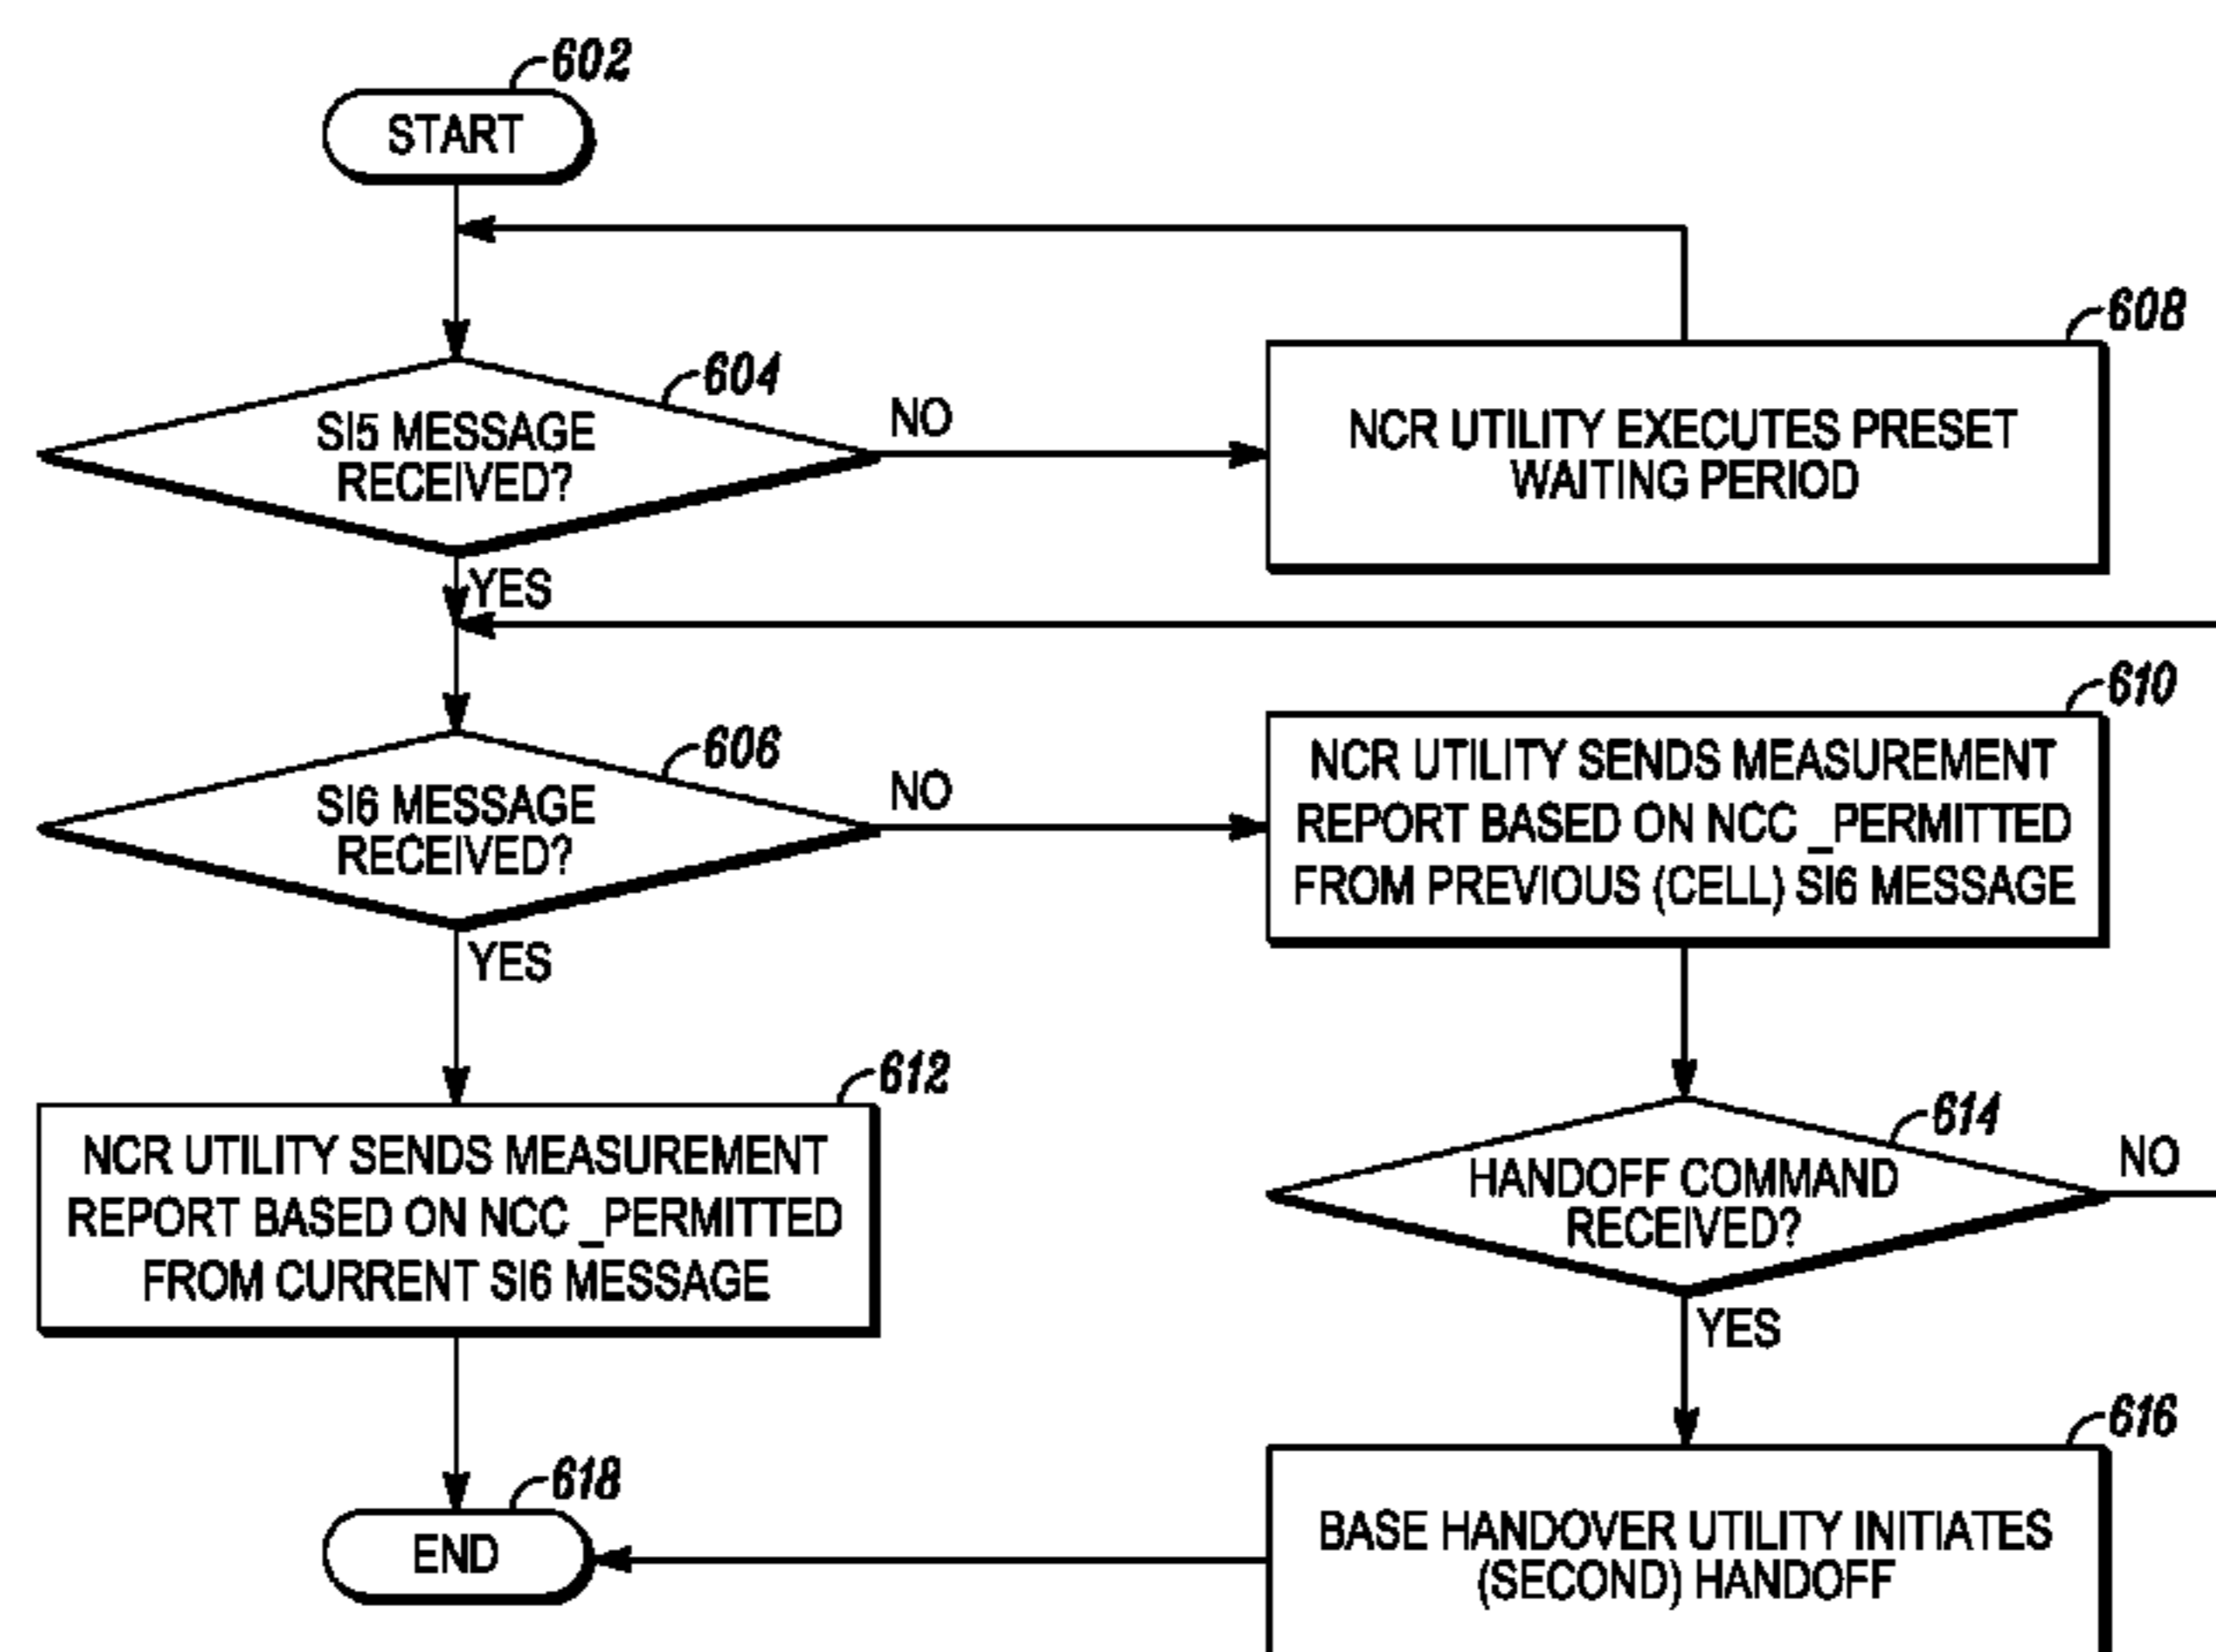 602
START
608
604
SI5 MESSAGE
RECEIVED?
NO
NCR UTILITY EXECUTES PRESET
WAITING PERIOD
YES
610
606
SI6 MESSAGE
RECEIVED?
NO
NCR UTILITY SENDS MEASUREMENT
REPORT BASED ON NCC _PERMITTED
FROM PREVIOUS (CELL) SI6 MESSAGE
YES
612
NCR UTILITY SENDS MEASUREMENT
REPORT BASED ON NCC _PERMITTED
FROM CURRENT SI6 MESSAGE
614
HANDOFF COMMAND
RECEIVED?
NO
YES
616
618
END
BASE HANDOVER UTILITY INITIATES
(SECOND) HANDOFF